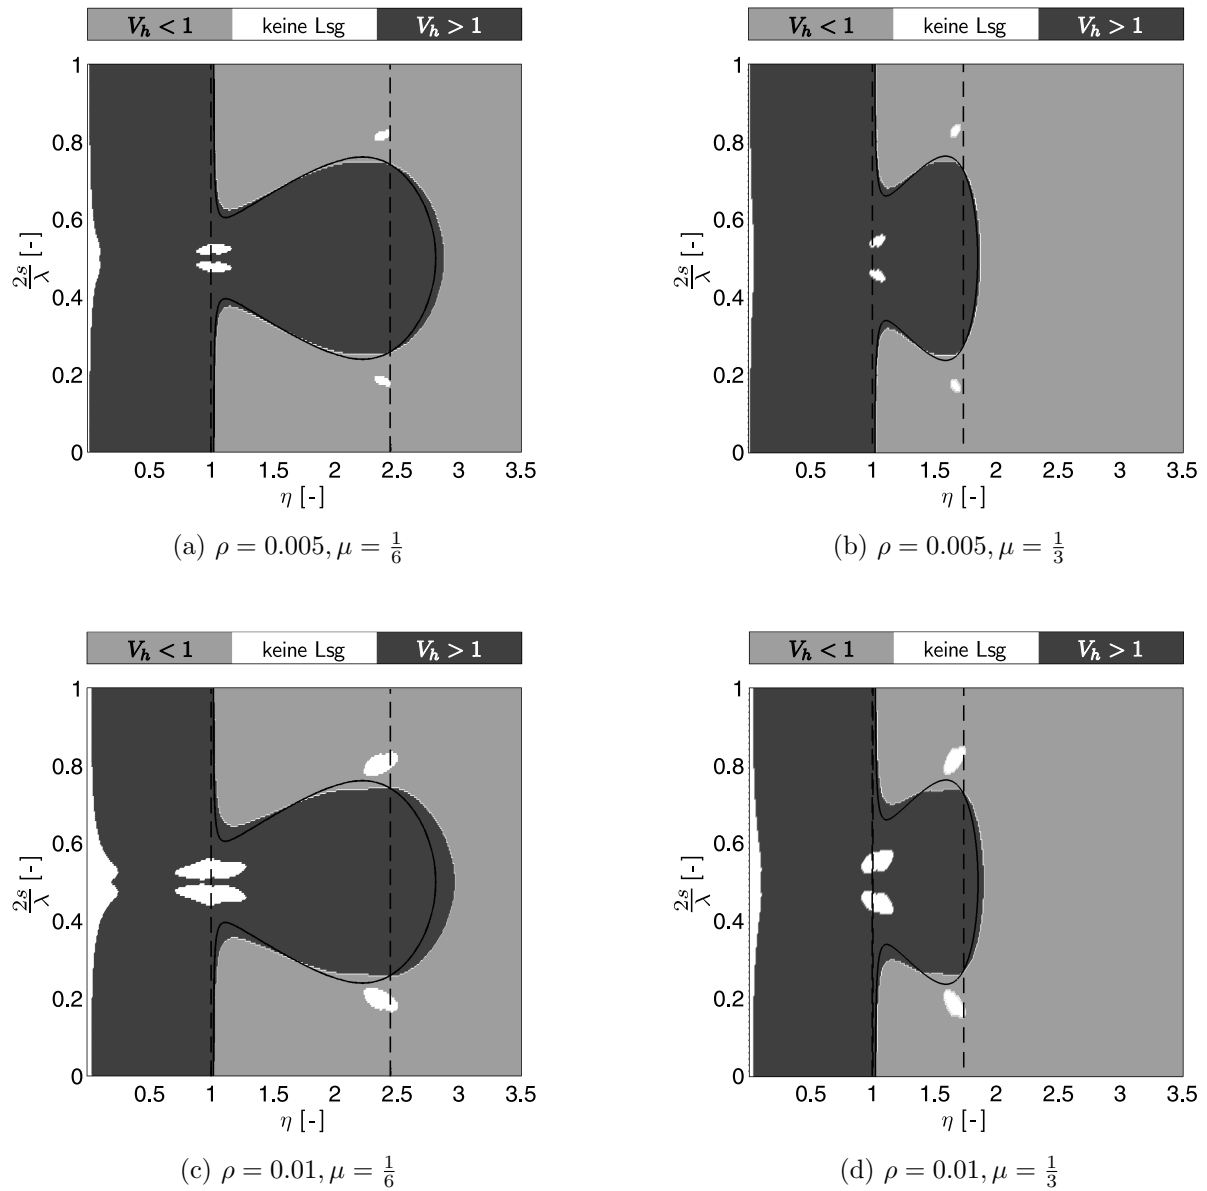 V_h < 1 keine Lsg V_h > 1 V_h < 1 keine Lsg V_h > 1
1 1
0.8 0.8
0.6 0.6
2s/λ [-] 2s/λ [-]
0.4 0.4
0.2 0.2
0 0
0.5 1 1.5 2 2.5 3 3.5 0.5 1 1.5 2 2.5 3 3.5
η [-] η [-]
(a) ρ = 0.005, μ = 1/6 (b) ρ = 0.005, μ = 1/3
V_h < 1 keine Lsg V_h > 1 V_h < 1 keine Lsg V_h > 1
1 1
0.8 0.8
0.6 0.6
2s/λ [-] 2s/λ [-]
0.4 0.4
0.2 0.2
0 0
0.5 1 1.5 2 2.5 3 3.5 0.5 1 1.5 2 2.5 3 3.5
η [-] η [-]
(c) ρ = 0.01, μ = 1/6 (d) ρ = 0.01, μ = 1/3